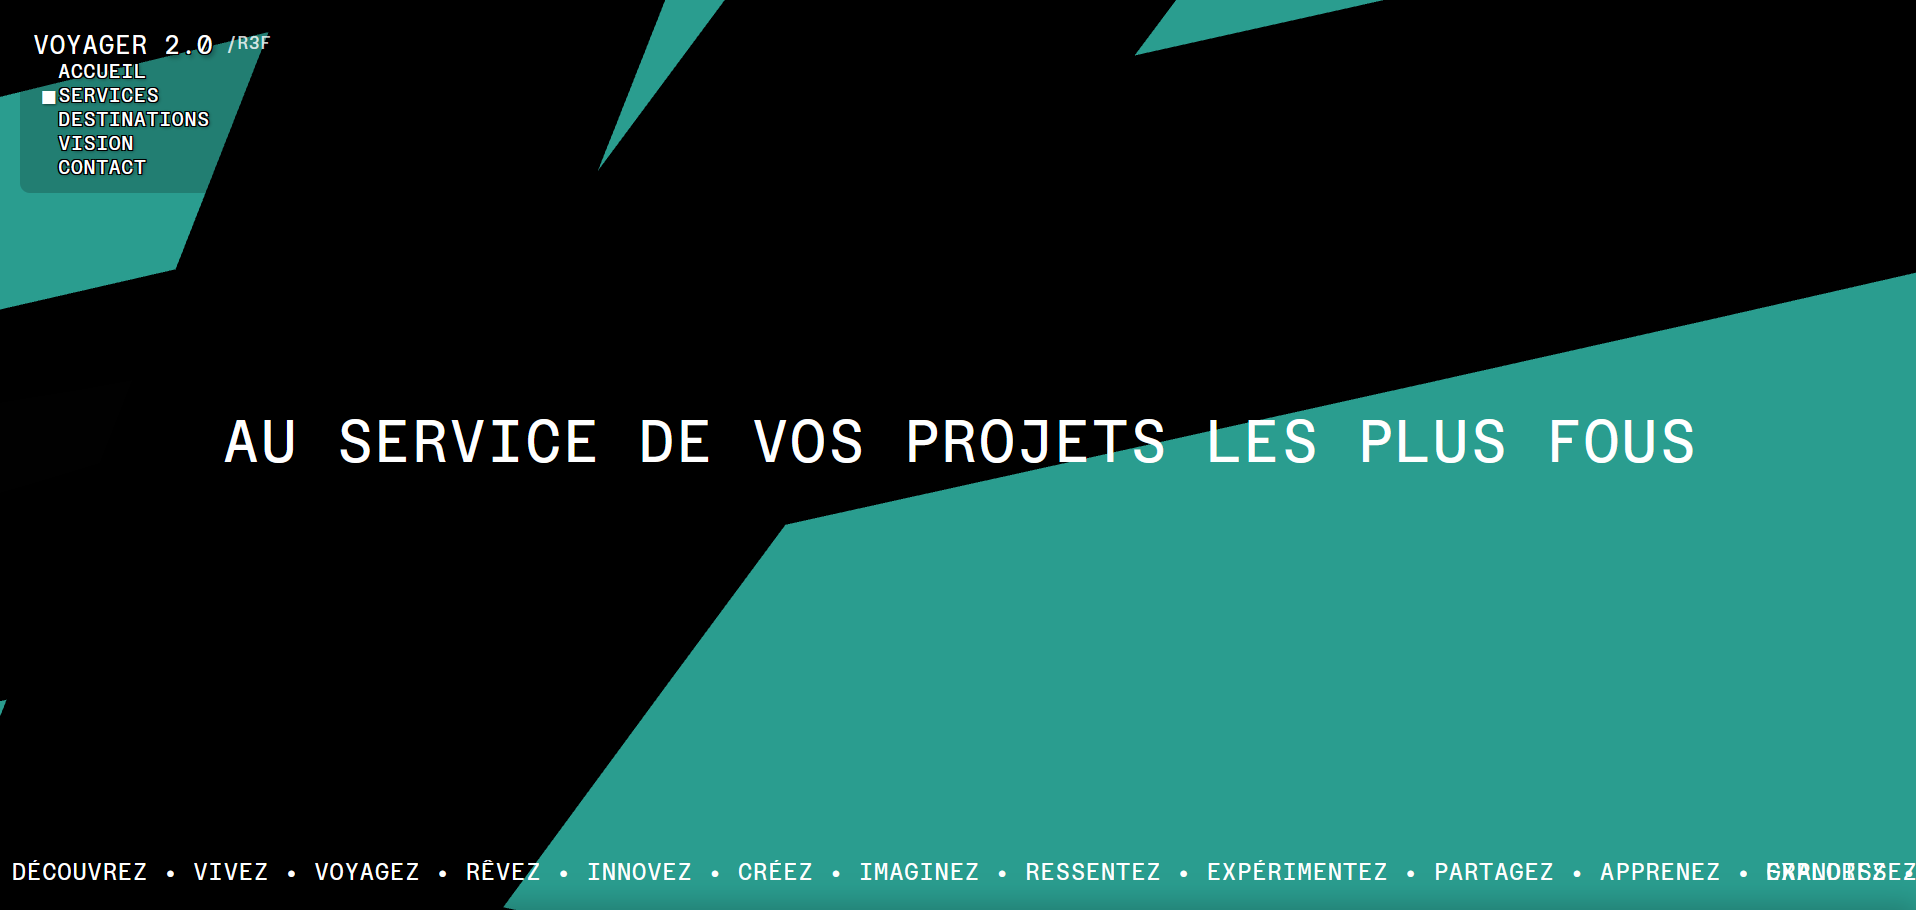 VOYAGER 2.0 /R3F
ACCUEIL
SERVICES
DESTINATIONS
VISION
CONTACT
AU SERVICE DE VOS PROJETS LES PLUS FOUS
DÉCOUVREZ • VIVEZ • VOYAGEZ • RÊVEZ • INNOVEZ • CRÉEZ • IMAGINEZ • RESSENTEZ • EXPÉRIMENTEZ • PARTAGEZ • APPRENEZ •